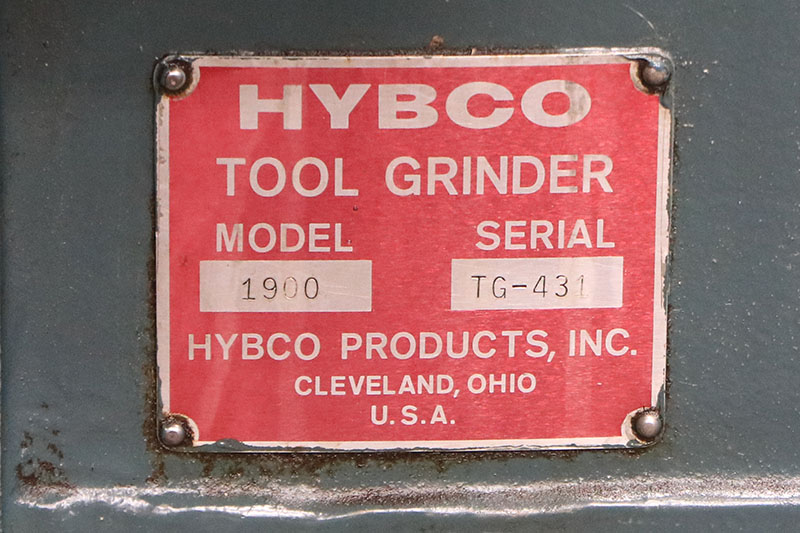 HYBCO
TOOL GRINDER
MODEL SERIAL
1900 TG-431
HYBCO PRODUCTS, INC.
CLEVELAND, OHIO
U.S.A.